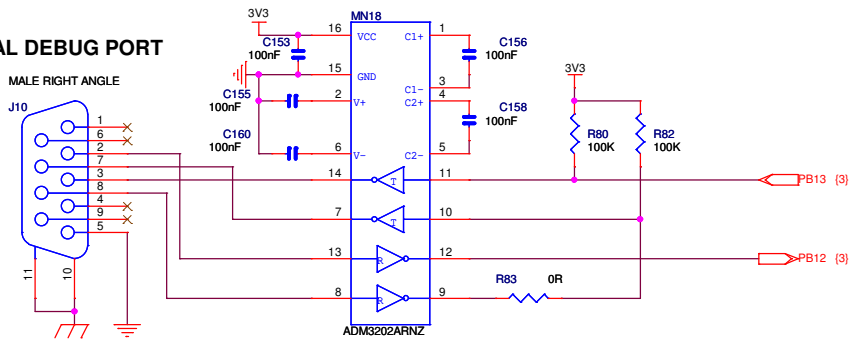 AL DEBUG PORT
MALE RIGHT ANGLE
J10
1
6
2
7
3
8
4
9
5
11
10
3V3
C153
100nF
C155
100nF
C160
100nF
MN18
16 VCC C1+ 1
15 GND
C1- 3
2 V+ C2+ 4
6 V- C2- 5
14 T 11
7 T 10
13 R 12
8 R 9
ADM3202ARNZ
C156
100nF
C158
100nF
3V3
R80
100K
R82
100K
R83 0R
PB13 {3}
PB12 {3}